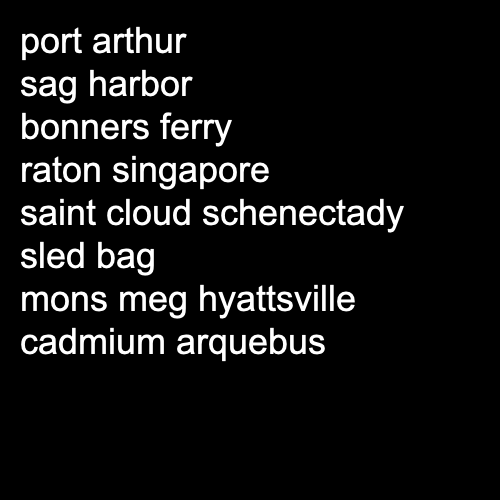 port arthur
sag harbor
bonners ferry
raton singapore
saint cloud schenectady
sled bag
mons meg hyattsville
cadmium arquebus